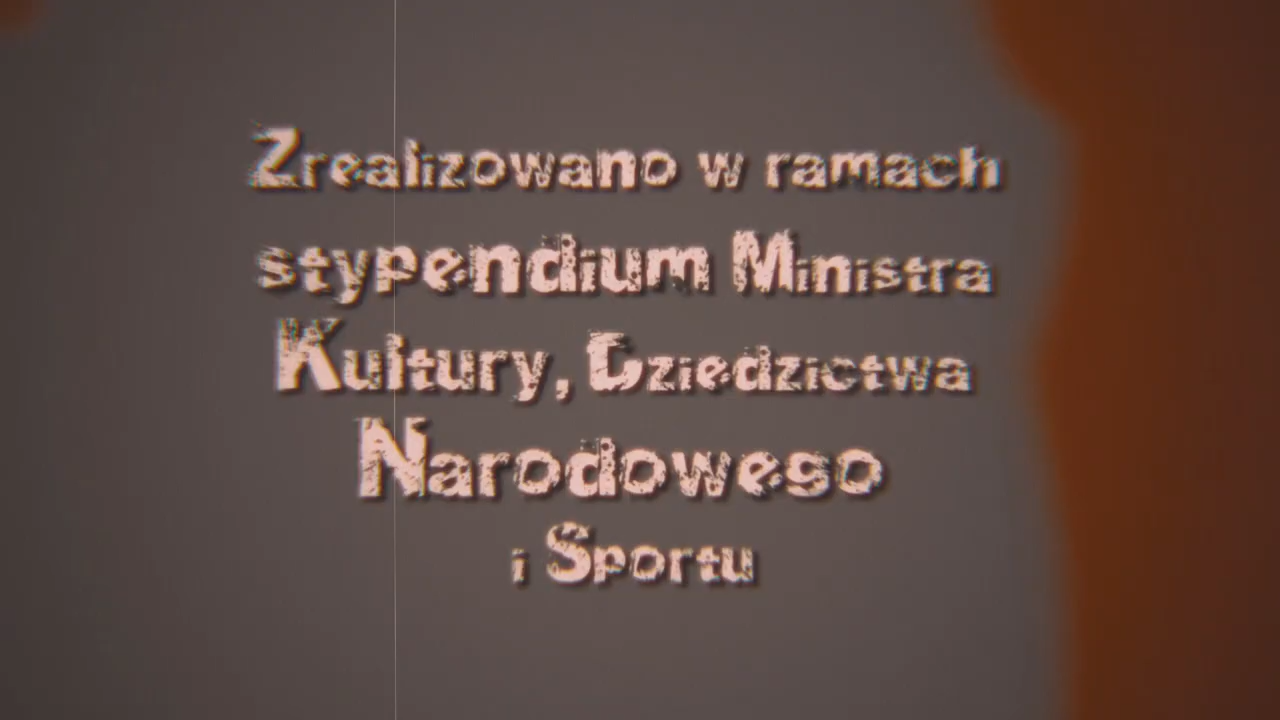 Zrealizowano w ramach
stypendium Ministra
Kultury, Dziedzictwa
Narodowego
i Sportu